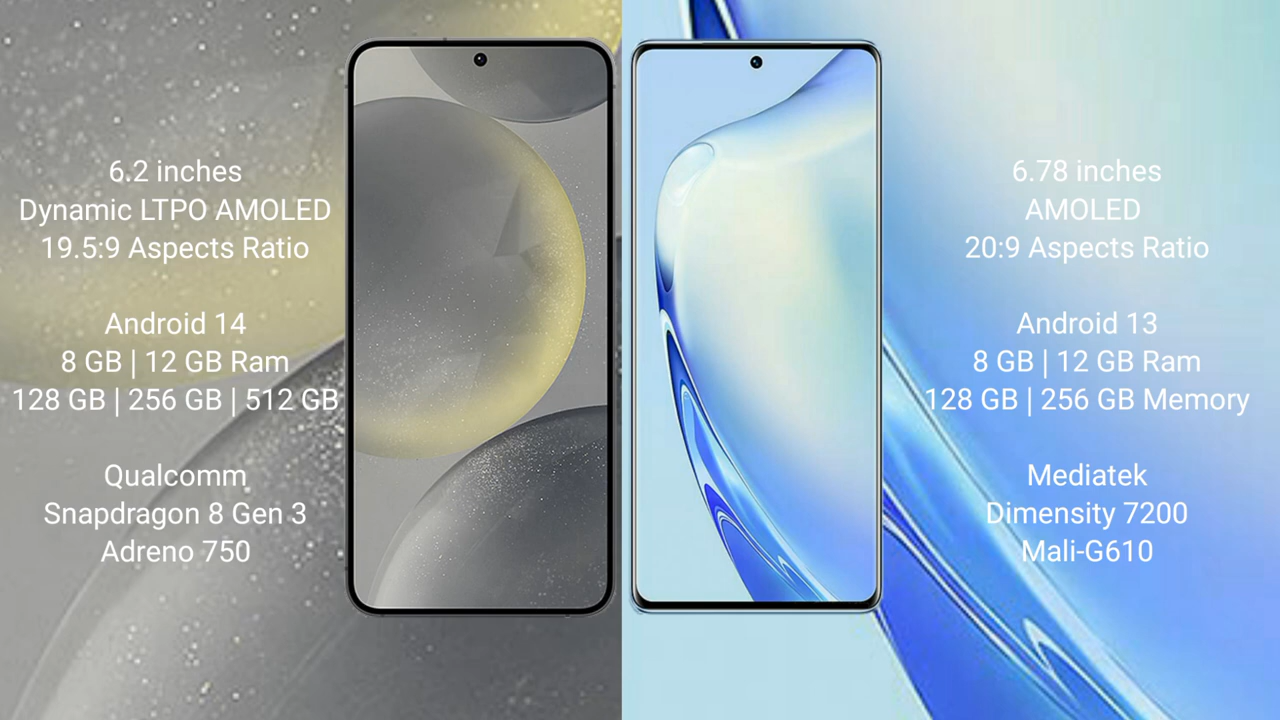 6.2 inches
Dynamic LTPO AMOLED
19.5:9 Aspects Ratio
Android 14
8 GB | 12 GB Ram
128 GB | 256 GB | 512 GB
Qualcomm
Snapdragon 8 Gen 3
Adreno 750
6.78 inches
AMOLED
20:9 Aspects Ratio
Android 13
8 GB | 12 GB Ram
128 GB | 256 GB Memory
Mediatek
Dimensity 7200
Mali-G610